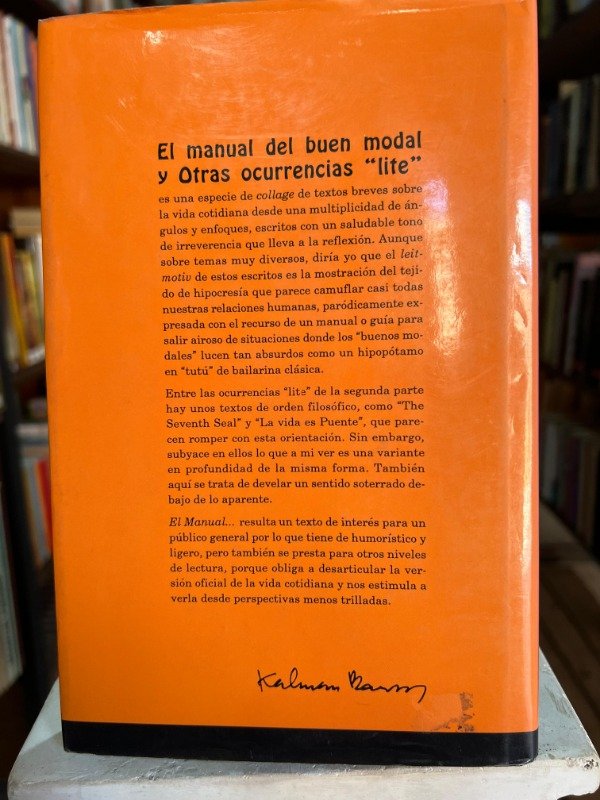 El manual del buen modal
y Otras ocurrencias "lite"
es una especie de collage de textos breves sobre
la vida cotidiana desde una multiplicidad de án-
gulos y enfoques, escritos con un saludable tono
de irreverencia que lleva a la reflexión. Aunque
sobre temas muy diversos, diría yo que el leit-
motiv de estos escritos es la mostración del teji-
do de hipocresía que parece camuflar casi todas
nuestras relaciones humanas, paródicamente ex-
presada con el recurso de un manual o guía para
salir airoso de situaciones donde los "buenos mo-
dales" lucen tan absurdos como un hipopótamo
en "tutú" de bailarina clásica.
Entre las ocurrencias "lite" de la segunda parte
hay unos textos de orden filosófico, como "The
Seventh Seal" y "La vida es Puente", que pare-
cen romper con esta orientación. Sin embargo,
subyace en ellos lo que a mi ver es una variante
en profundidad de la misma forma. También
aquí se trata de develar un sentido soterrado de-
bajo de lo aparente.
El Manual... resulta un texto de interés para un
público general por lo que tiene de humorístico y
ligero, pero también se presta para otros niveles
de lectura, porque obliga a desarticular la ver-
sión oficial de la vida cotidiana y nos estimula a
verla desde perspectivas menos trilladas.
Kalman